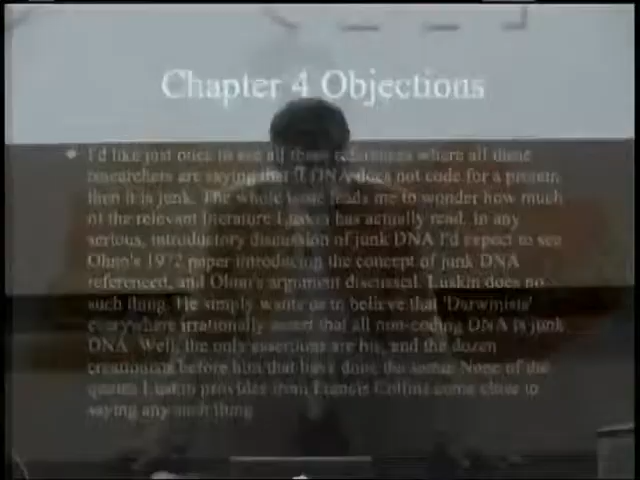 Chapter 4 Objections
I'd like just once to see all these references where all these
researchers are saying that if DNA does not code for a protein,
then it is junk. The whole issue leads me to wonder how much
of the relevant literature Luskin has actually read. In any
serious, introductory discussion of junk DNA I'd expect to see
Ohno's 1972 paper introducing the concept of junk DNA
referenced, and Ohno's argument discussed. Luskin does no
such thing. He simply wants us to believe that 'Darwinists'
everywhere irrationally assert that all non-coding DNA is junk
DNA. Well, the only assertions are his, and the dozen
creationists before him that have done the same. None of the
quotes Luskin provides from Francis Collins come close to
saying any such thing